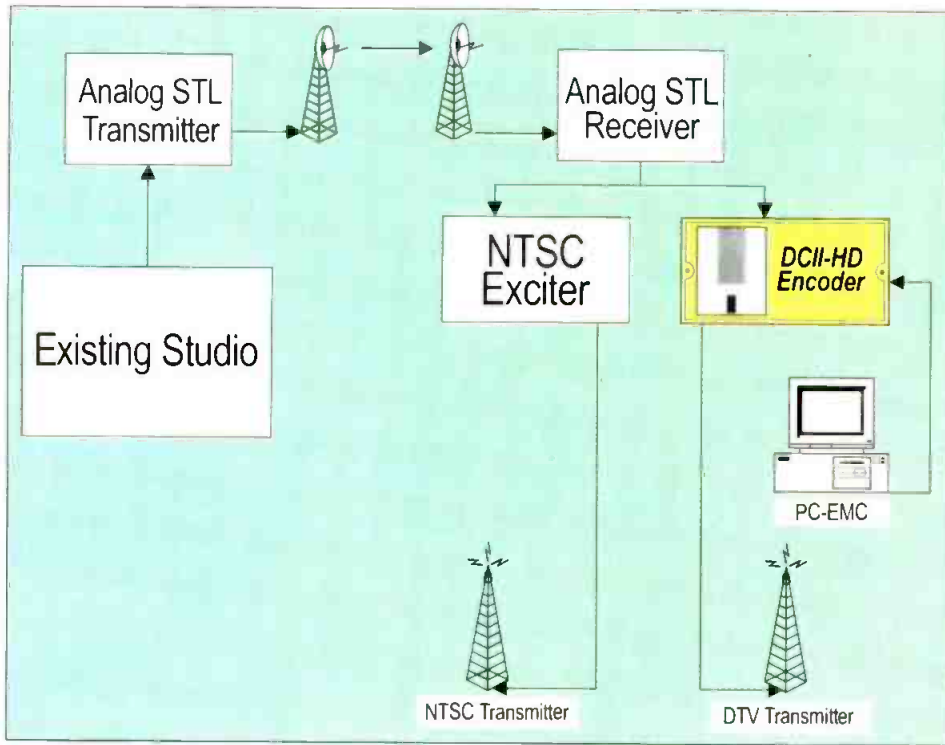 Analog STL
Transmitter
Analog STL
Receiver
Existing Studio
NTSC
Exciter
DCII-HD
Encoder
PC-EMC
NTSC Transmitter
DTV Transmitter